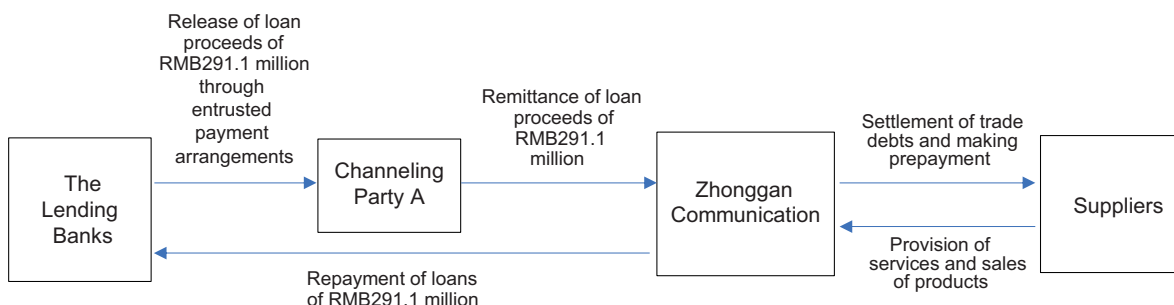 Release of loan
proceeds of
RMB291.1 million
through
entrusted
payment
arrangements
Remittance of loan
proceeds of
RMB291.1
million
Settlement of trade
debts and making
prepayment
The
Lending
Banks
Channeling
Party A
Zhonggan
Communication
Suppliers
Repayment of loans
of RMB291.1 million
Provision of
services and sales
of products